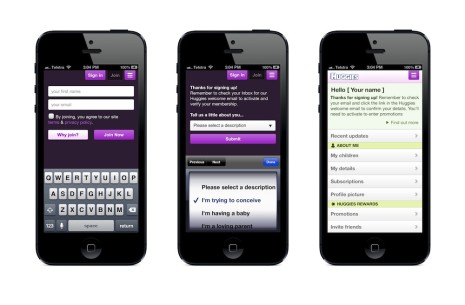 Telstra 3:04 PM 100%
Sign in Join
your first name
your email
By joining, you agree to our site
terms & privacy policy.
Why join? Join Now
Q W E R T Y U I O P
A S D F G H J K L
Z X C V B N M
123 space return
Telstra 3:04 PM 100%
Sign in Join
Thanks for signing up!
Remember to check your inbox for our
Huggies welcome email to activate and
verify your membership.
Tell us a little about you...
Please select a description
Submit
Previous Next Done
Please select a description
✓ I'm trying to conceive
I'm having a baby
I'm a loving parent
Telstra 3:04 PM 100%
HUGGIES
Hello [ Your name ]
Thanks for signing up! Remember to check
your email and click the link in the Huggies
welcome email to confirm your details. You'll
need to activate to enter promotions
Find out more
Recent updates
ABOUT ME
My children
My details
Subscriptions
Profile picture
HUGGIES REWARDS
Promotions
Invite friends